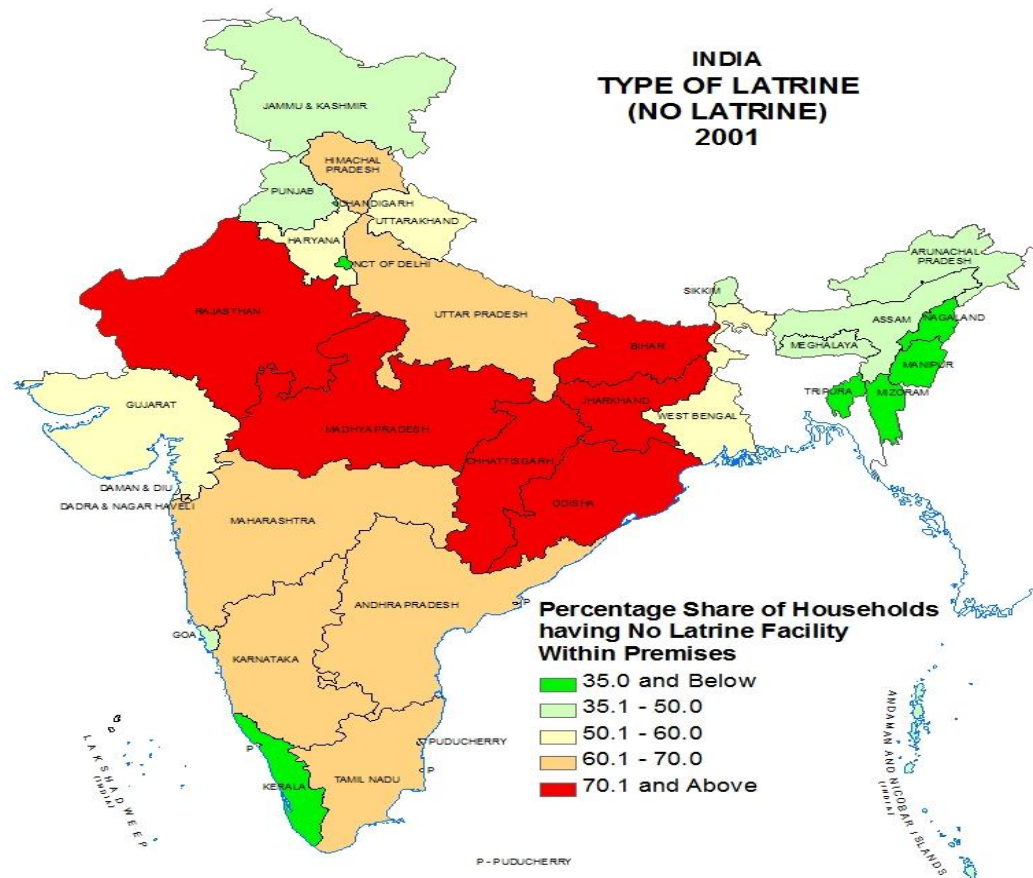 INDIA
TYPE OF LATRINE
(NO LATRINE)
2001
JAMMU & KASHMIR
HIMACHAL
PRADESH
PUNJAB
CHANDIGARH
UTTARAKHAND
HARYANA
NCT OF DELHI
ARUNACHAL
PRADESH
SIKKIM
RAJASTHAN
UTTAR PRADESH
ASSAM
NAGALAND
BIHAR
MEGHALAYA
MANIPUR
TRIPURA
MIZORAM
GUJARAT
JHARKHAND
WEST BENGAL
MADHYA PRADESH
CHHATTISGARH
DAMAN & DIU
DADRA & NAGAR HAVELI
ODISHA
MAHARASHTRA
ANDHRA PRADESH
P
GOA
KARNATAKA
Percentage Share of Households
having No Latrine Facility
Within Premises
35.0 and Below
35.1 - 50.0
50.1 - 60.0
60.1 - 70.0
70.1 and Above
PUDUCHERRY
P
P
KERALA
TAMIL NADU
LAKSHADWEEP
(INDIA)
ANDAMAN AND NICOBAR ISLANDS
(INDIA)
P - PUDUCHERRY